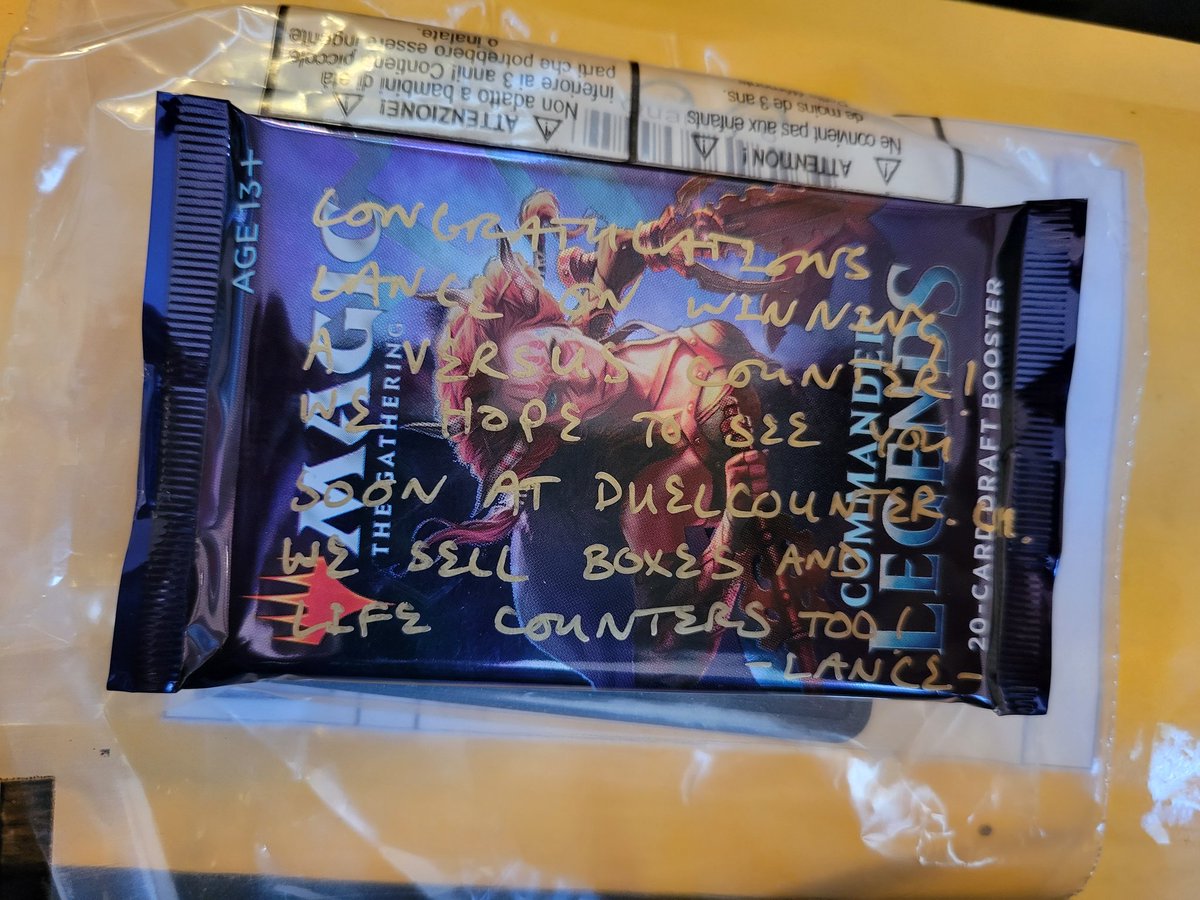 CONGRATULATIONS
LANCE ON WINNING
A VERSUS COUNTER!
WE HOPE TO SEE YOU
SOON AT DUELCOUNTER.
WE SELL BOXES AND
LIFE COUNTERS TOO!
-LANCE-
AGE 13+
MAGIC
THE GATHERING
COMMANDER
LEGENDS
20-CARD DRAFT BOOSTER
ATTENZIONE!
Non adatto a bambini di età
inferiore ai 3 anni! Contiene piccole
parti che potrebbero essere ingerite
o inalate.
ATTENTION !
Ne convient pas aux enfants
de moins de 3 ans.